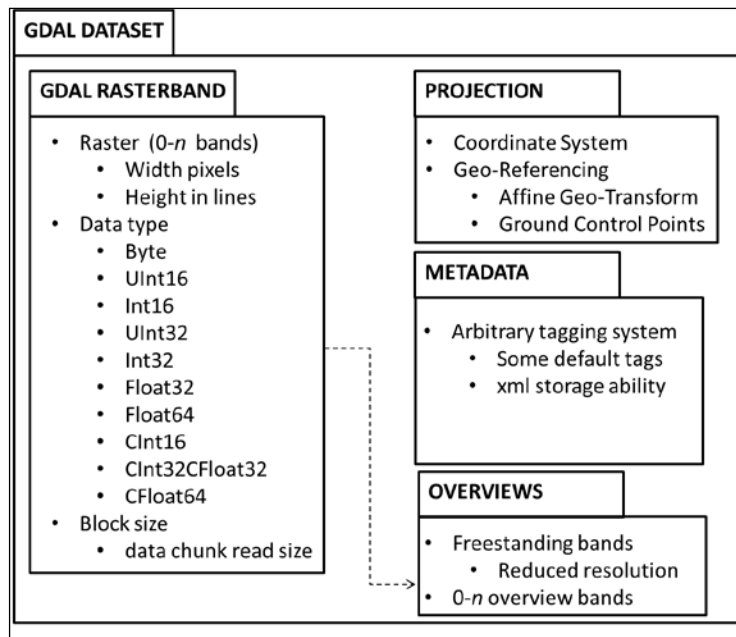 GDAL DATASET
GDAL RASTERBAND
• Raster (0-n bands)
• Width pixels
• Height in lines
• Data type
• Byte
• UInt16
• Int16
• UInt32
• Int32
• Float32
• Float64
• CInt16
• CInt32CFloat32
• CFloat64
• Block size
• data chunk read size
PROJECTION
• Coordinate System
• Geo-Referencing
• Affine Geo-Transform
• Ground Control Points
METADATA
• Arbitrary tagging system
• Some default tags
• xml storage ability
OVERVIEWS
• Freestanding bands
• Reduced resolution
• 0-n overview bands